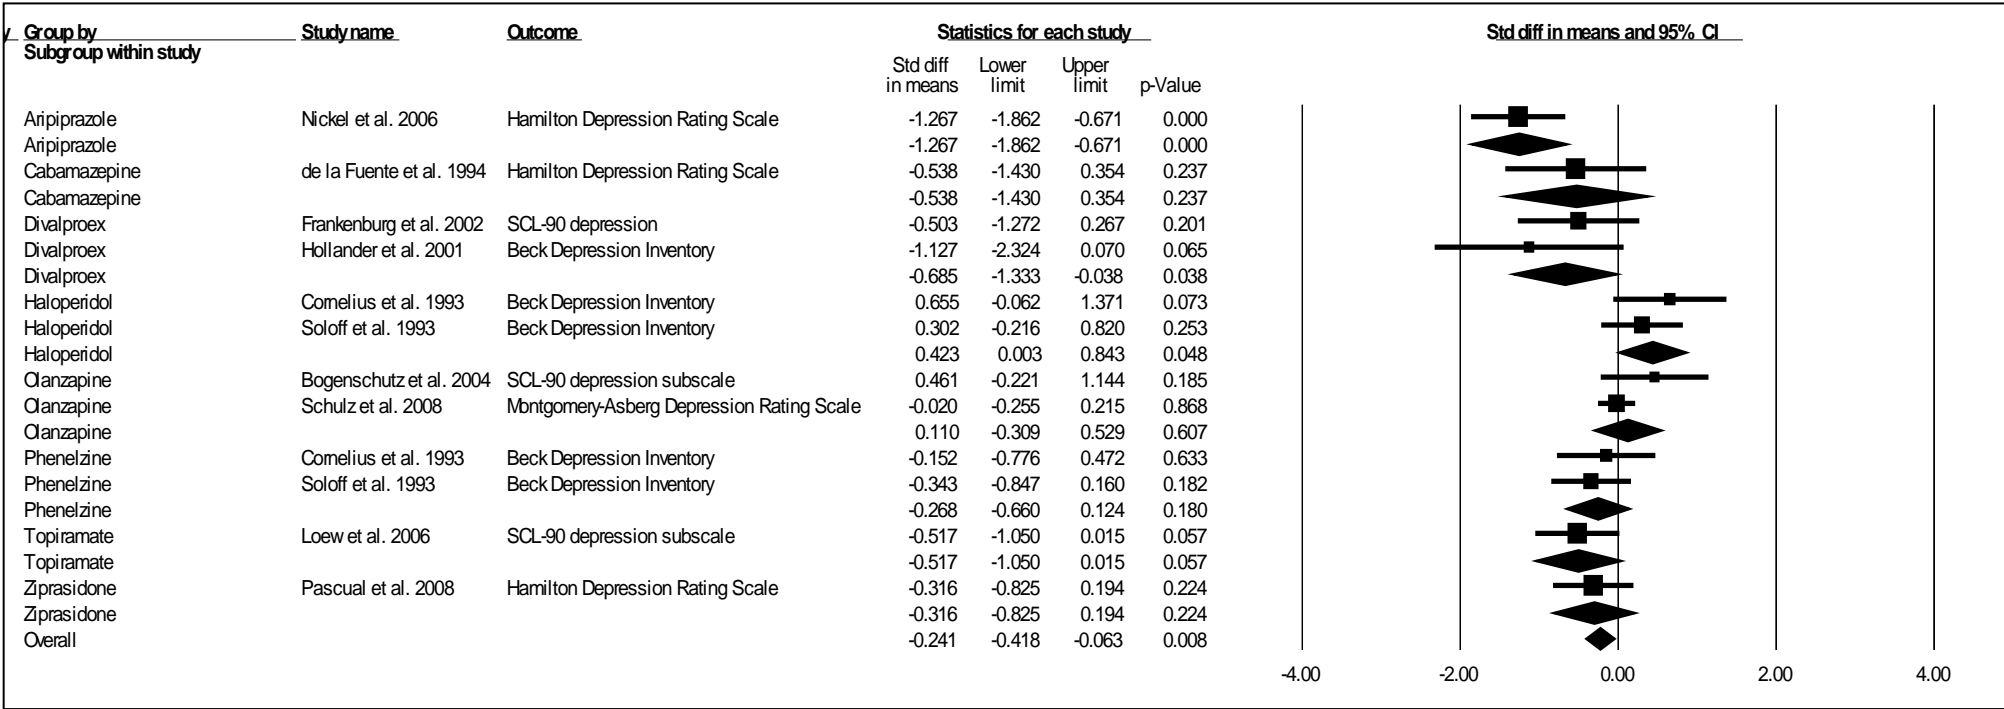 y Group by Study name Outcome Statistics for each study Std diff in means and 95% CI
Subgroup within study
Std diff Lower Upper
in means limit limit p-Value
Aripiprazole Nickel et al. 2006 Hamilton Depression Rating Scale -1.267 -1.862 -0.671 0.000
Aripiprazole -1.267 -1.862 -0.671 0.000
Cabamazepine de la Fuente et al. 1994 Hamilton Depression Rating Scale -0.538 -1.430 0.354 0.237
Cabamazepine -0.538 -1.430 0.354 0.237
Divalproex Frankenburg et al. 2002 SCL-90 depression -0.503 -1.272 0.267 0.201
Divalproex Hollander et al. 2001 Beck Depression Inventory -1.127 -2.324 0.070 0.065
Divalproex -0.685 -1.333 -0.038 0.038
Haloperidol Cornelius et al. 1993 Beck Depression Inventory 0.655 -0.062 1.371 0.073
Haloperidol Soloff et al. 1993 Beck Depression Inventory 0.302 -0.216 0.820 0.253
Haloperidol 0.423 0.003 0.843 0.048
Olanzapine Bogenschutz et al. 2004 SCL-90 depression subscale 0.461 -0.221 1.144 0.185
Olanzapine Schulz et al. 2008 Montgomery-Asberg Depression Rating Scale -0.020 -0.255 0.215 0.868
Olanzapine 0.110 -0.309 0.529 0.607
Phenelzine Cornelius et al. 1993 Beck Depression Inventory -0.152 -0.776 0.472 0.633
Phenelzine Soloff et al. 1993 Beck Depression Inventory -0.343 -0.847 0.160 0.182
Phenelzine -0.268 -0.660 0.124 0.180
Topiramate Loew et al. 2006 SCL-90 depression subscale -0.517 -1.050 0.015 0.057
Topiramate -0.517 -1.050 0.015 0.057
Ziprasidone Pascual et al. 2008 Hamilton Depression Rating Scale -0.316 -0.825 0.194 0.224
Ziprasidone -0.316 -0.825 0.194 0.224
Overall -0.241 -0.418 -0.063 0.008
-4.00 -2.00 0.00 2.00 4.00